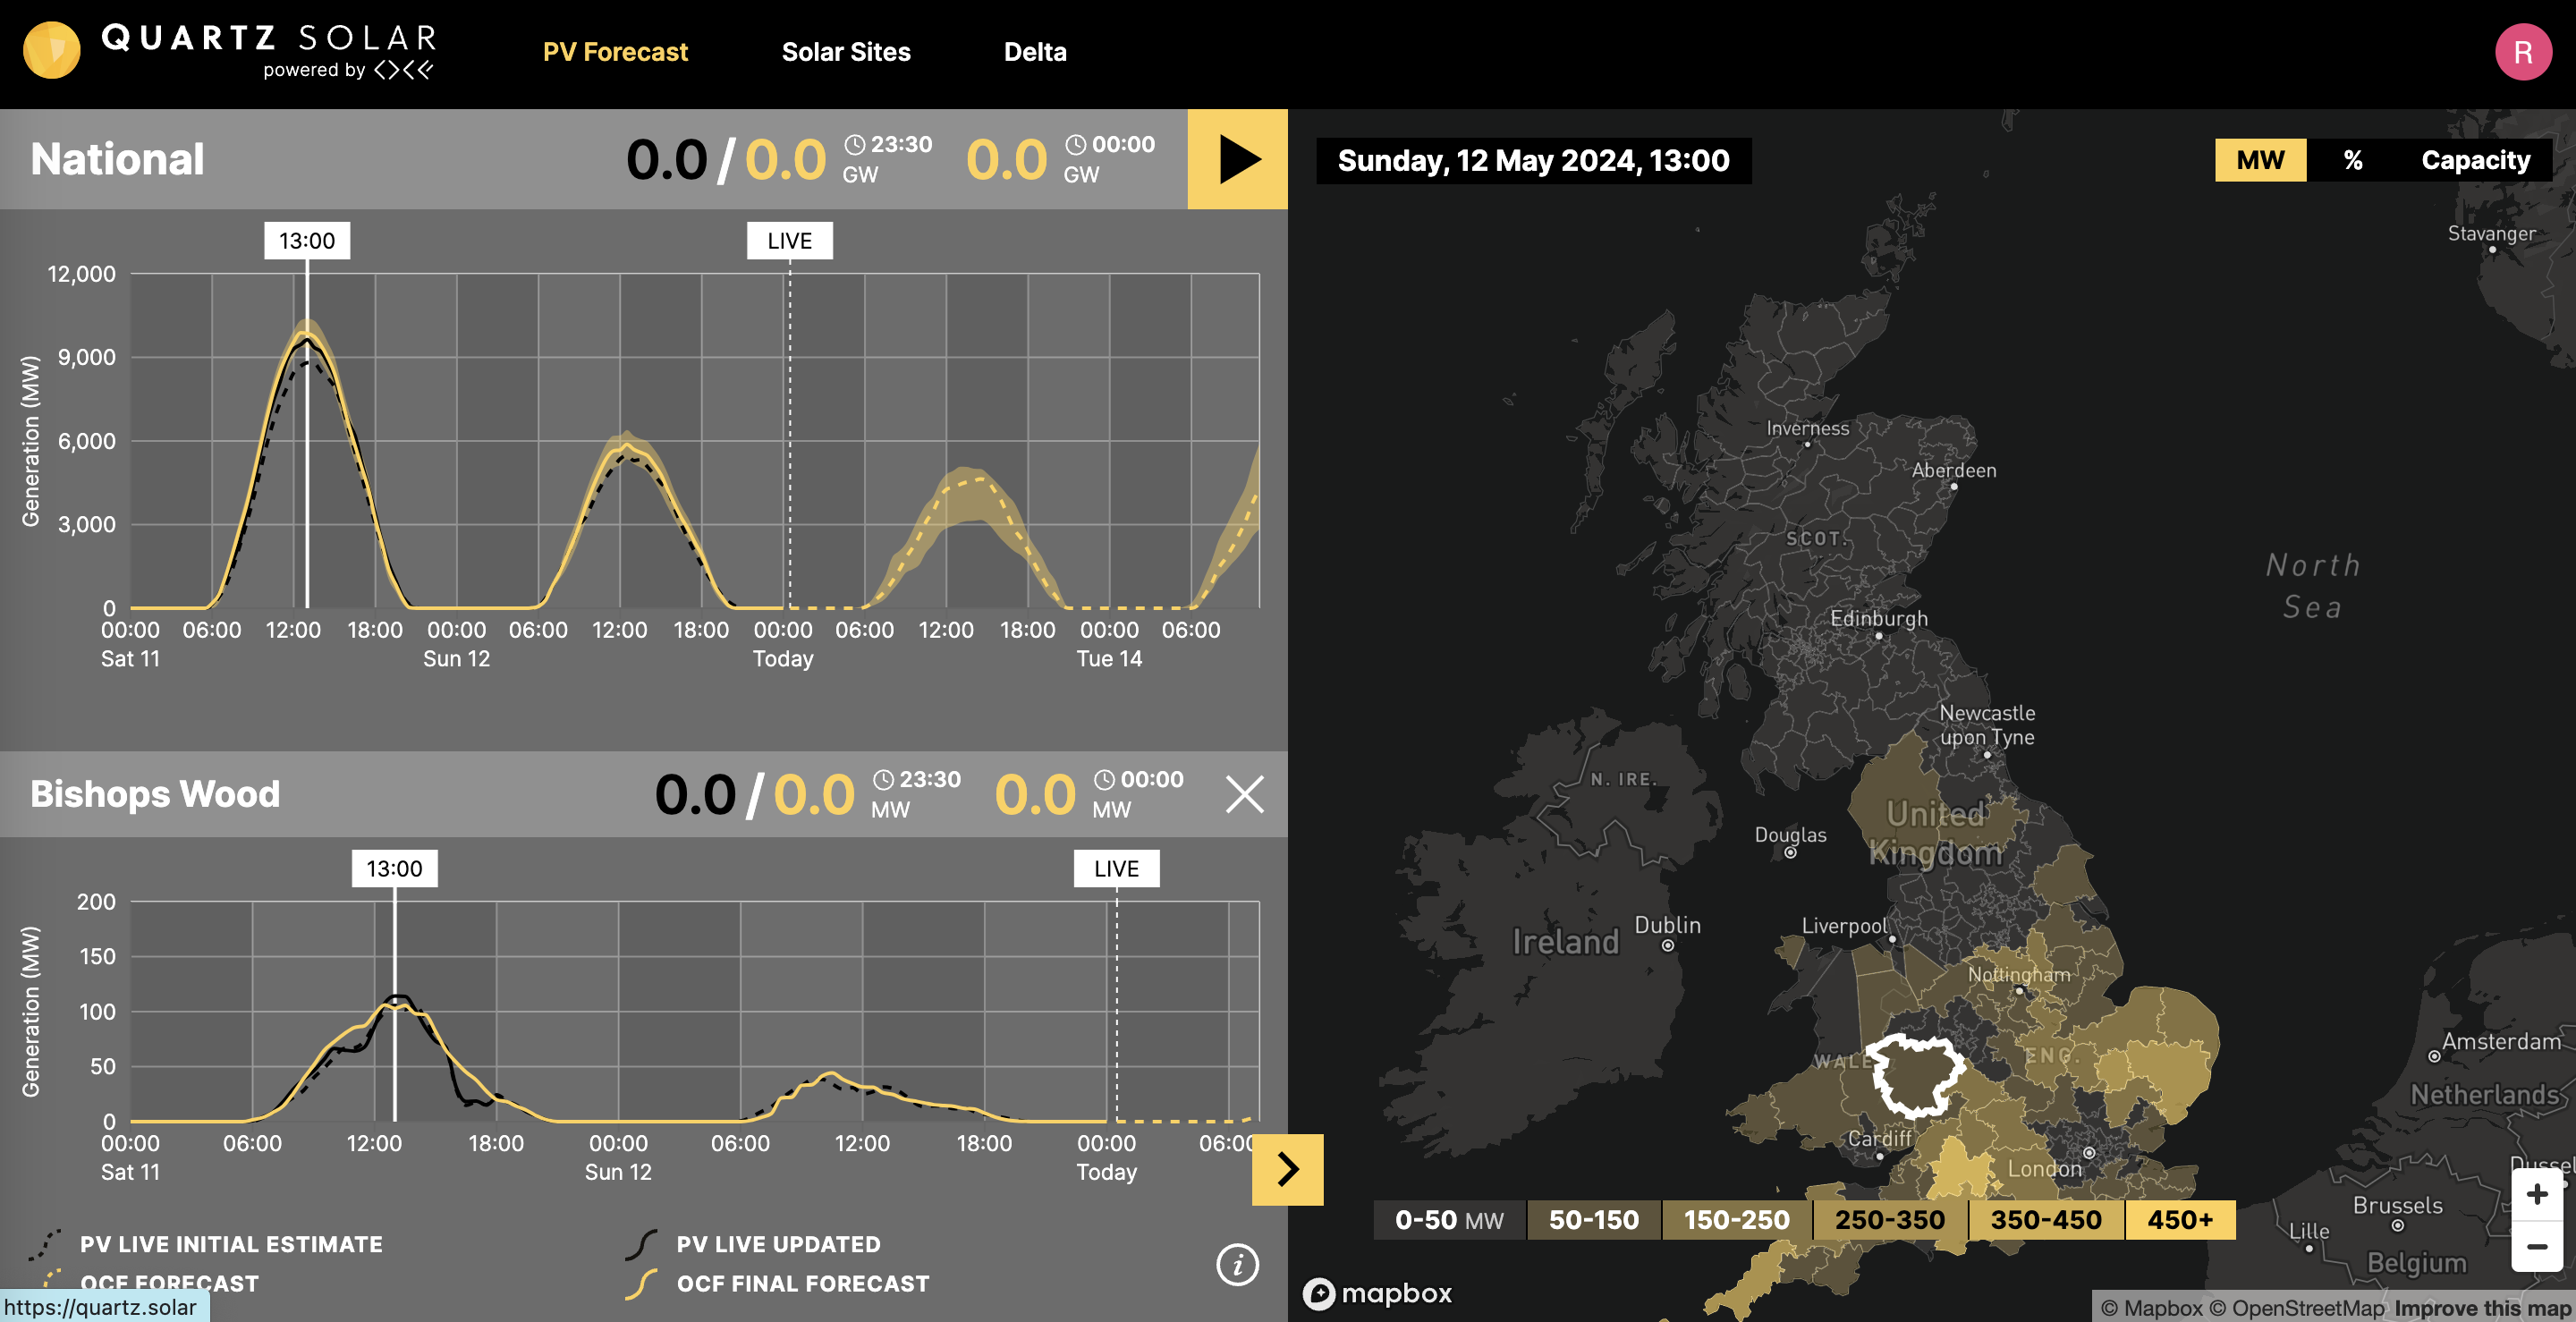 QUARTZ SOLAR
powered by
PV Forecast
Solar Sites
Delta
R
National
0.0 / 0.0
23:30
GW
0.0
00:00
GW
13:00
LIVE
Generation (MW)
12,000
9,000
6,000
3,000
0
00:00 06:00 12:00 18:00 00:00 06:00 12:00 18:00 00:00 06:00 12:00 18:00 00:00 06:00
Sat 11 Sun 12 Today Tue 14
Bishops Wood
0.0 / 0.0
23:30
MW
0.0
00:00
MW
13:00
LIVE
Generation (MW)
200
150
100
50
0
00:00 06:00 12:00 18:00 00:00 06:00 12:00 18:00 00:00 06:00
Sat 11 Sun 12 Today
PV LIVE INITIAL ESTIMATE
PV LIVE UPDATED
OCF FORECAST
OCF FINAL FORECAST
i
https://quartz.solar
Sunday, 12 May 2024, 13:00
MW
%
Capacity
Stavanger
Inverness
Aberdeen
SCOT.
North
Sea
Edinburgh
Newcastle
upon Tyne
N. IRE.
United
Kingdom
Douglas
Liverpool
Dublin
Ireland
Nottingham
WALE
ENG.
Amsterdam
Netherlands
Cardiff
London
Dussel
Brussels
Lille
Belgium
0-50 MW
50-150
150-250
250-350
350-450
450+
+
−
mapbox
© Mapbox © OpenStreetMap Improve this map